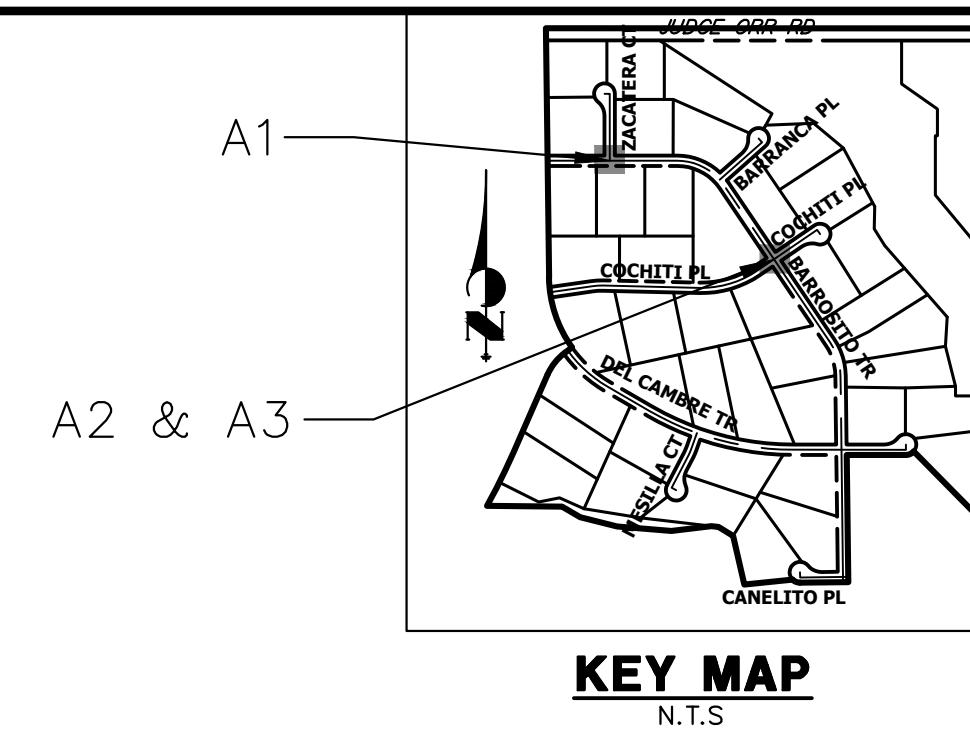 JUDGE ORR RD
ZACATERA CT
A1
BARRANCA PL
COCHITI PL
COCHITI PL
BARROSITO TR
N
DEL CAMBRE TR
A2 & A3
MESILLA CT
CANELITO PL
KEY MAP
N.T.S